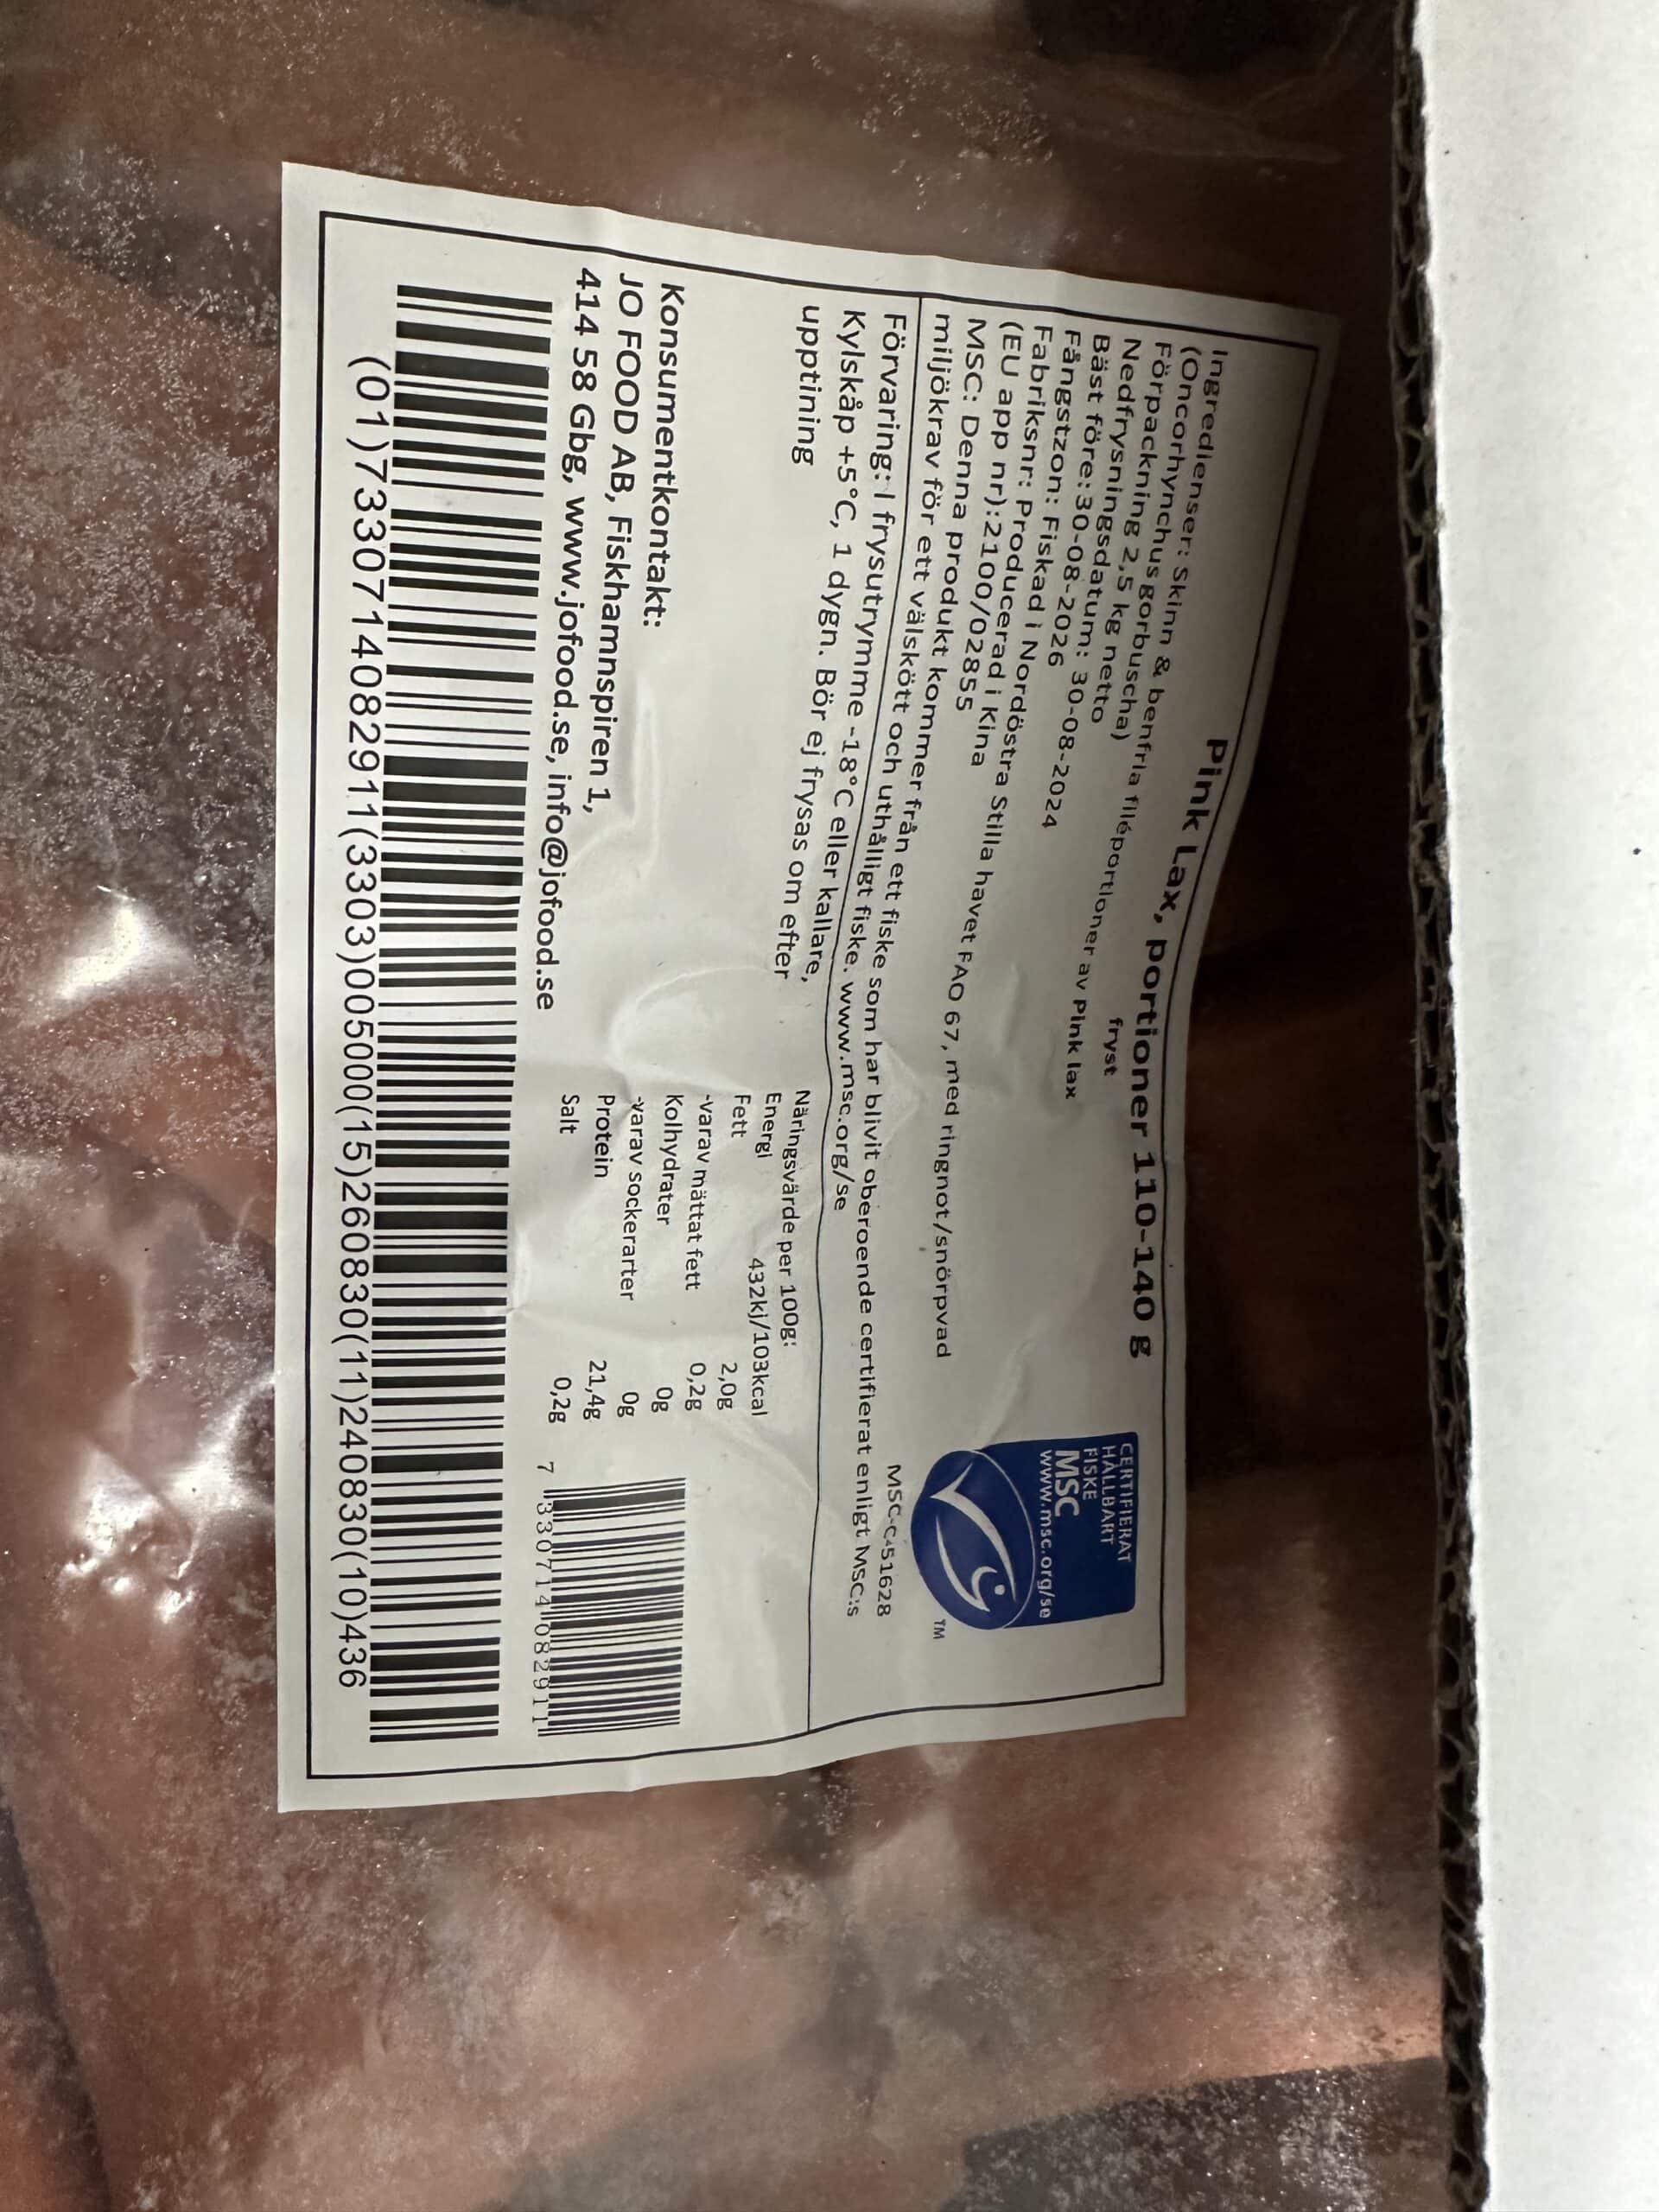 Pink Lax, portioner 110-140 g
fryst
Ingredienser: Skinn & benfria filéportioner av Pink lax
(Oncorhynchus gorbuscha)
Förpackning 2,5 kg netto
Nedfrysningsdatum: 30-08-2024
Bäst före:30-08-2026
Fångstzon: Fiskad i Nordöstra Stilla havet FAO 67, med ringnot/snörpvad
Fabriksnr: Producerad i Kina
(EU app nr):2100/02855
MSC: Denna produkt kommer från ett fiske som har blivit oberoende certifierat enligt MSC:s
miljökrav för ett välskött och uthålligt fiske. www.msc.org/se
CERTIFIERAT
HÅLLBART
FISKE
MSC
www.msc.org/se
TM
MSC-C-51628
Förvaring: I frysutrymme -18°C eller kallare,
Kylskåp +5°C, 1 dygn. Bör ej frysas om efter
upptining
Näringsvärde per 100g:
Energi 432kj/103kcal
Fett 2,0g
-varav mättat fett 0,2g
Kolhydrater 0g
-varav sockerarter 0g
Protein 21,4g
Salt 0,2g
Konsumentkontakt:
JO FOOD AB, Fiskhamnnspiren 1,
414 58 Gbg, www.jofood.se, info@jofood.se
7 330714 082911
(01)7330714082911(3303)005000(15)260830(11)240830(10)436